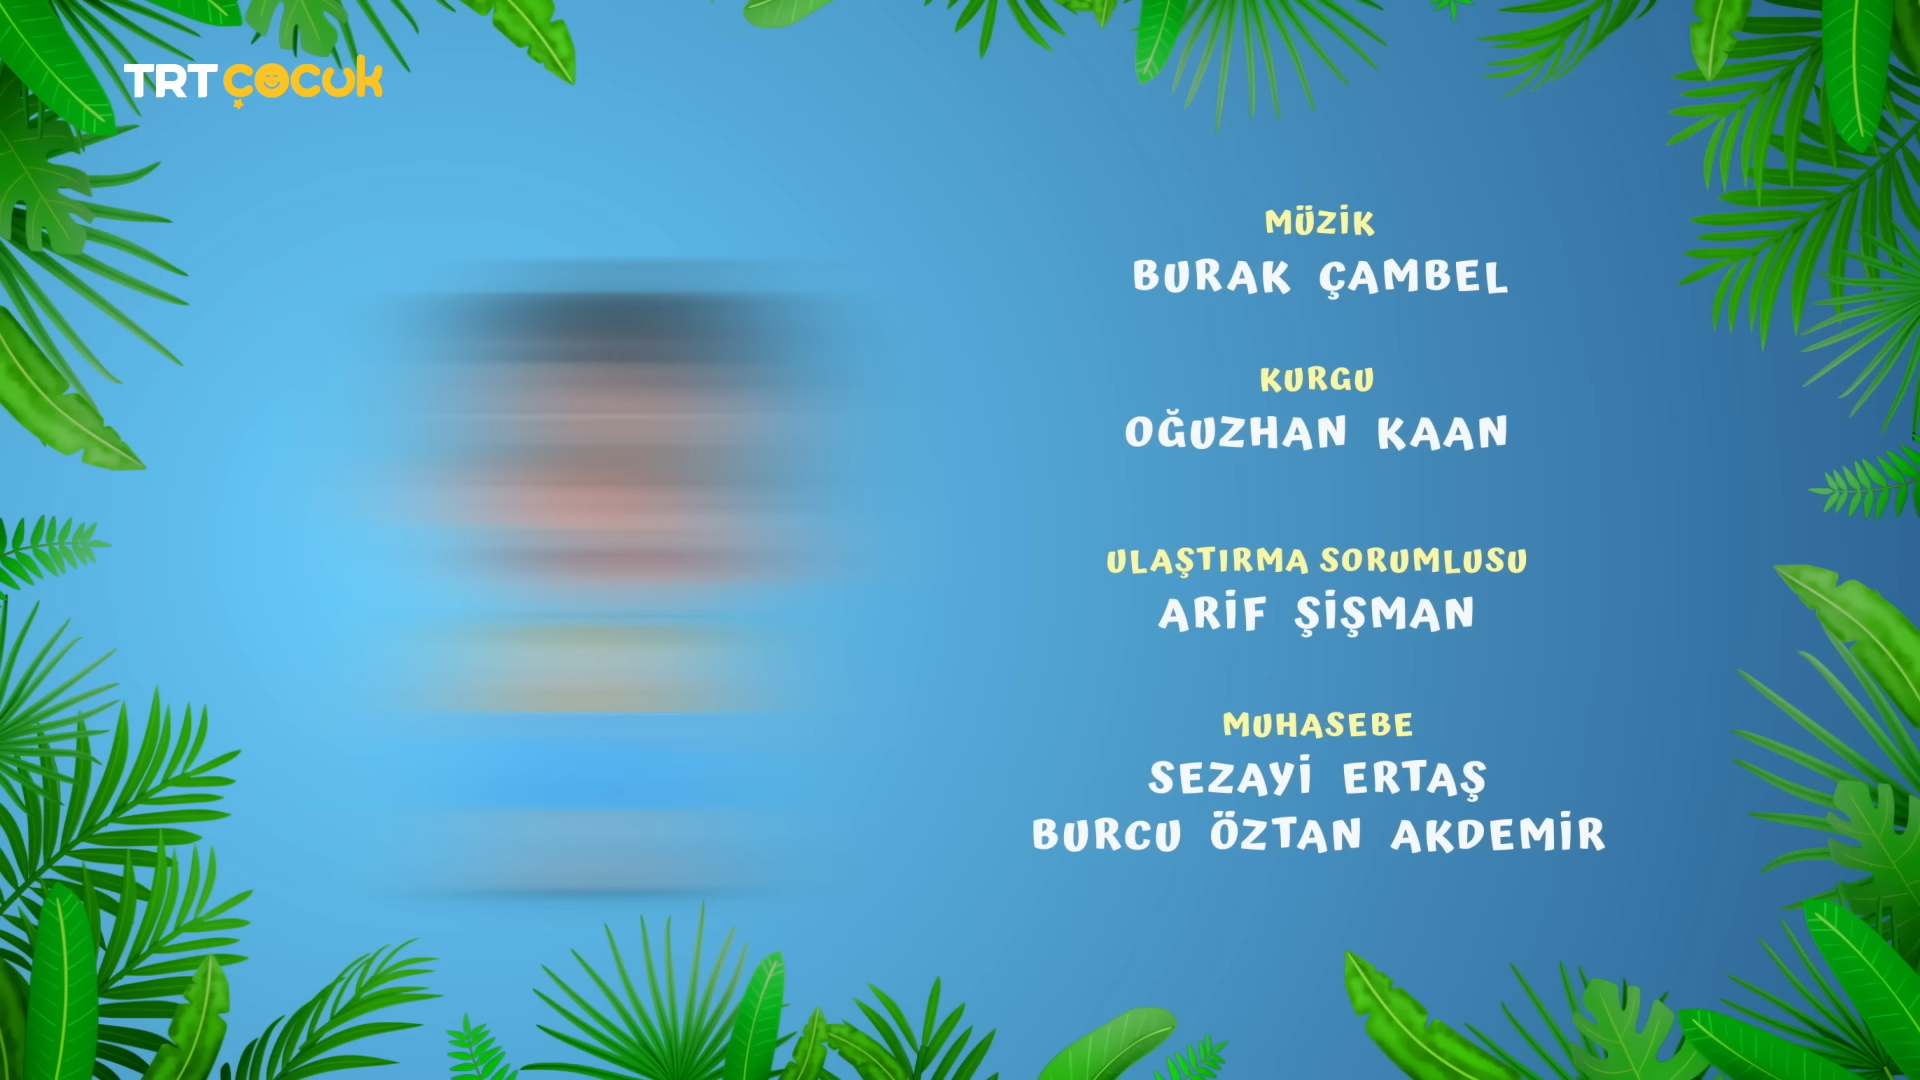 TRT ÇOCUK
MÜZİK
BURAK ÇAMBEL
KURGU
OĞUZHAN KAAN
ULAŞTIRMA SORUMLUSU
ARİF ŞİŞMAN
MUHASEBE
SEZAYİ ERTAŞ
BURCU ÖZTAN AKDEMİR